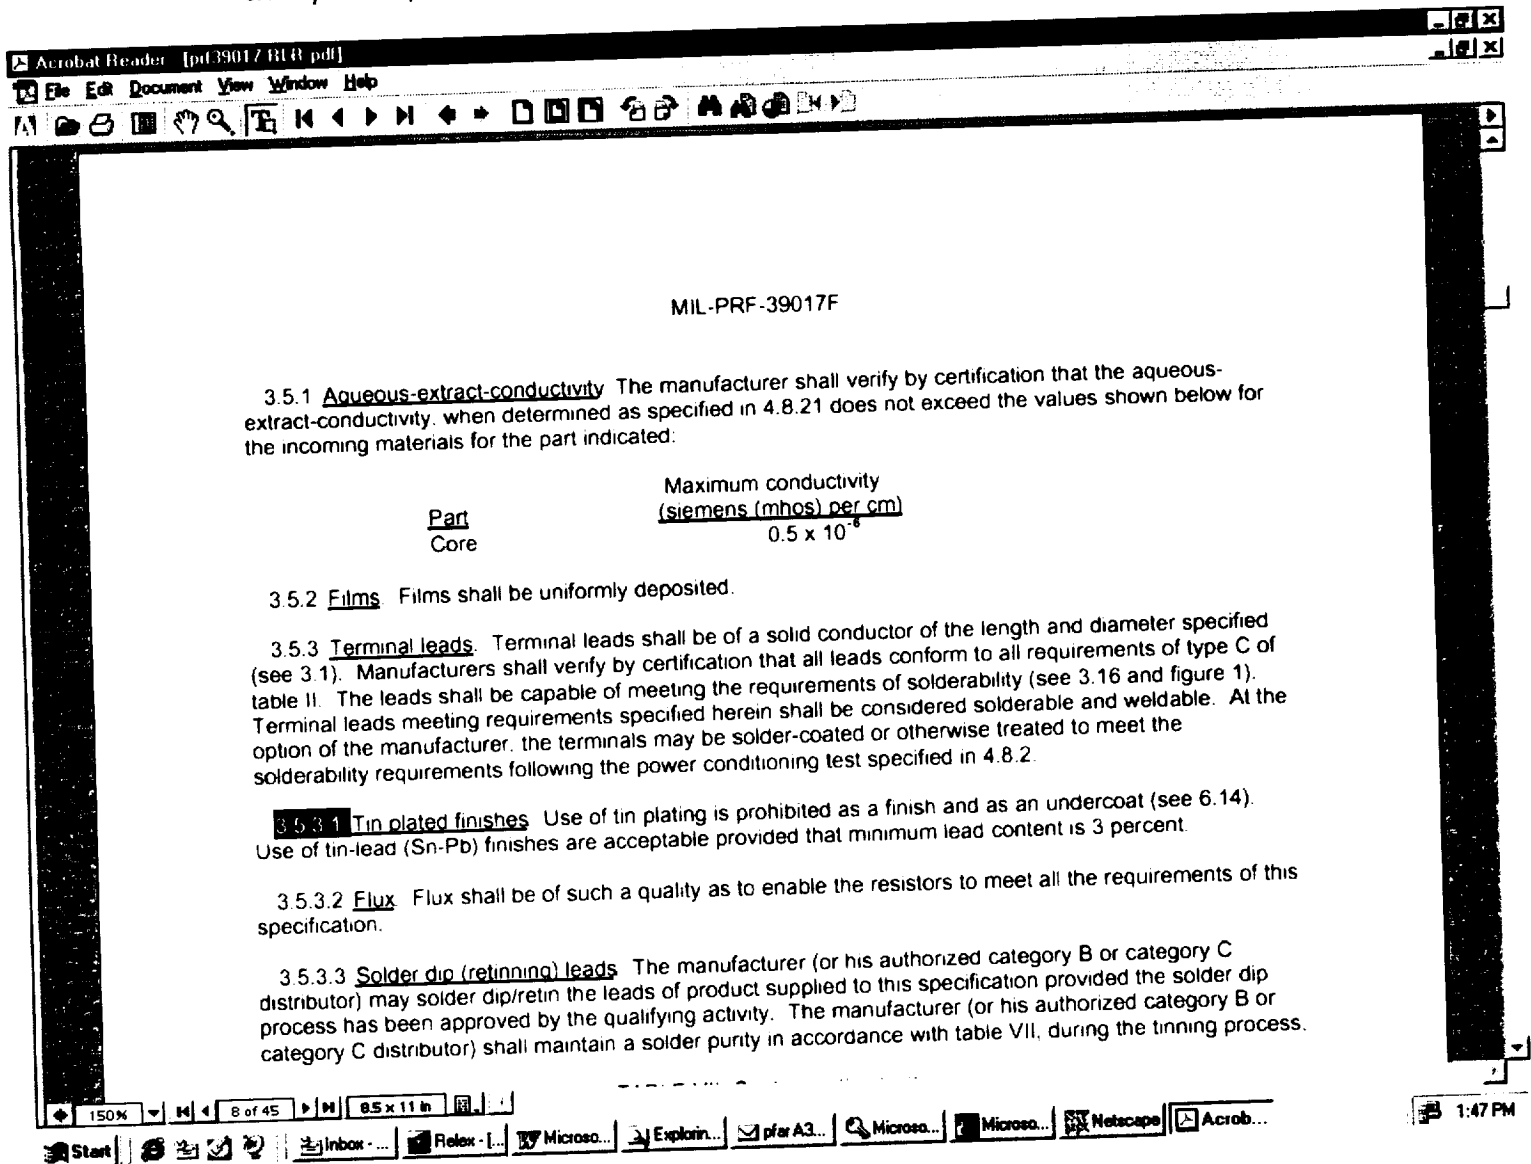 Acrobat Reader - [prf39017 RLR.pdf]
File Edit Document View Window Help
MIL-PRF-39017F
3.5.1 Aqueous-extract-conductivity The manufacturer shall verify by certification that the aqueous-
extract-conductivity, when determined as specified in 4.8.21 does not exceed the values shown below for
the incoming materials for the part indicated:
Maximum conductivity
Part (siemens (mhos) per cm)
Core 0.5 x 10⁻⁶
3.5.2 Films. Films shall be uniformly deposited.
3.5.3 Terminal leads. Terminal leads shall be of a solid conductor of the length and diameter specified
(see 3.1). Manufacturers shall verify by certification that all leads conform to all requirements of type C of
table II. The leads shall be capable of meeting the requirements of solderability (see 3.16 and figure 1).
Terminal leads meeting requirements specified herein shall be considered solderable and weldable. At the
option of the manufacturer, the terminals may be solder-coated or otherwise treated to meet the
solderability requirements following the power conditioning test specified in 4.8.2.
3.5.3.1 Tin plated finishes Use of tin plating is prohibited as a finish and as an undercoat (see 6.14).
Use of tin-lead (Sn-Pb) finishes are acceptable provided that minimum lead content is 3 percent.
3.5.3.2 Flux Flux shall be of such a quality as to enable the resistors to meet all the requirements of this
specification.
3.5.3.3 Solder dip (retinning) leads The manufacturer (or his authorized category B or category C
distributor) may solder dip/retin the leads of product supplied to this specification provided the solder dip
process has been approved by the qualifying activity. The manufacturer (or his authorized category B or
category C distributor) shall maintain a solder purity in accordance with table VII, during the tinning process.
150% 8 of 45 8.5 x 11 in
Start Inbox - ... Relex - [... Microso... Explorin... pfar A3... Microso... Microso... Netscape Acrob... 1:47 PM